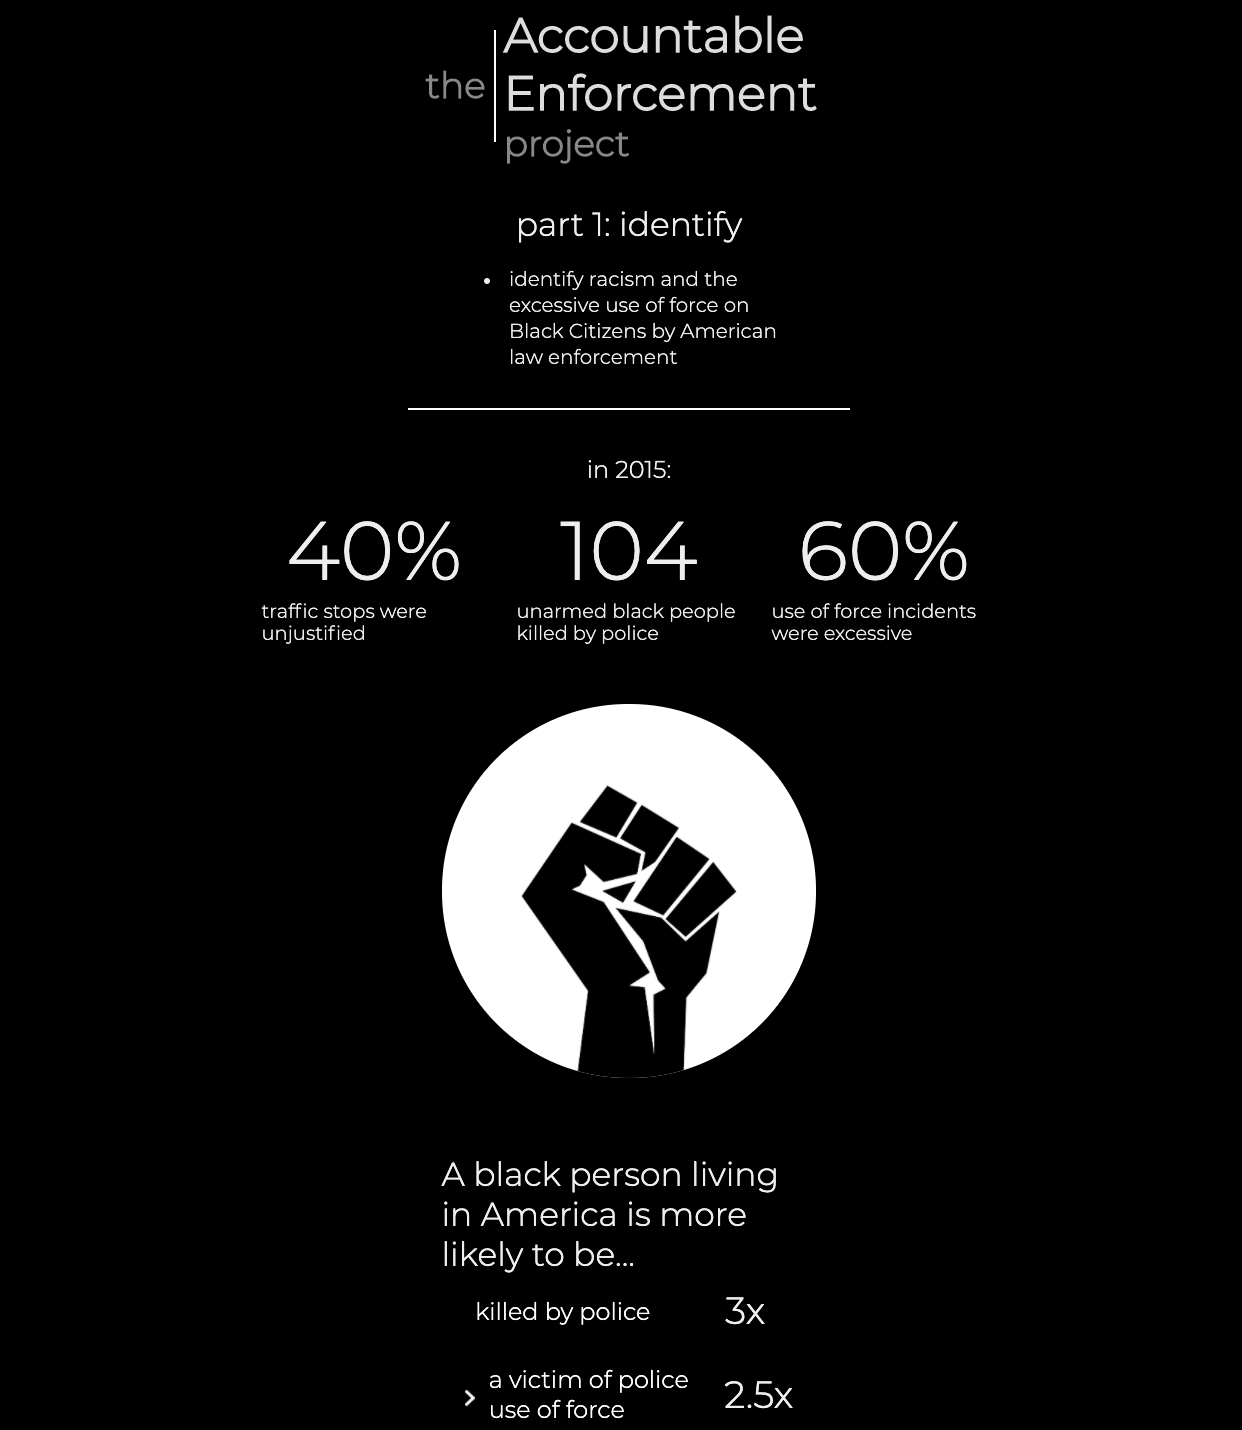 the
Accountable
Enforcement
project
part 1: identify
• identify racism and the
excessive use of force on
Black Citizens by American
law enforcement
in 2015:
40%
traffic stops were
unjustified
104
unarmed black people
killed by police
60%
use of force incidents
were excessive
A black person living
in America is more
likely to be...
killed by police 3x
a victim of police
use of force 2.5x